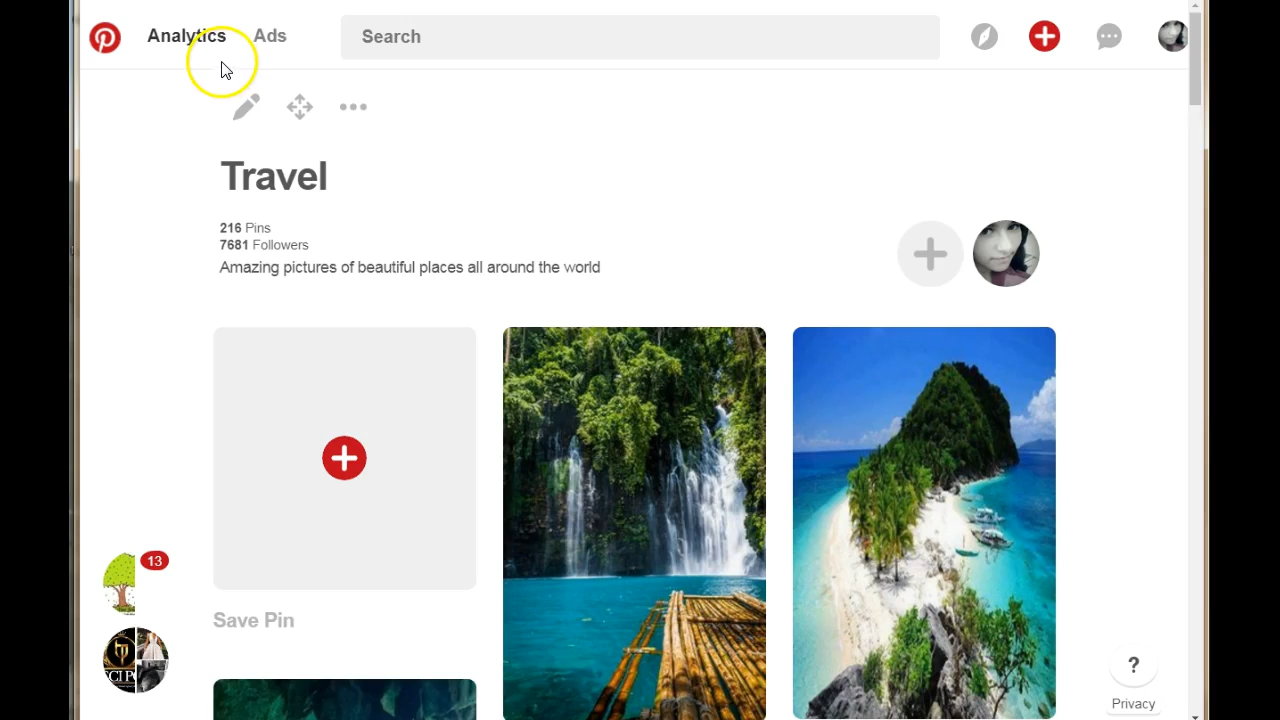 Analytics Ads Search
Travel
216 Pins
7681 Followers
Amazing pictures of beautiful places all around the world
13
Save Pin
?
Privacy